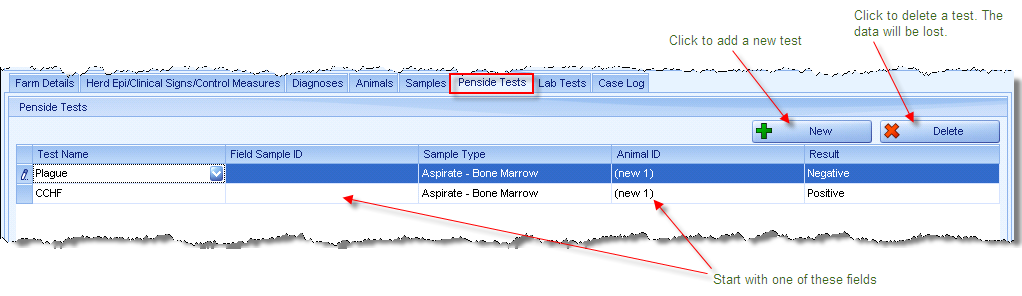 Click to delete a test. The
data will be lost.
Click to add a new test
Farm Details Herd Epi/Clinical Signs/Control Measures Diagnoses Animals Samples Penside Tests Lab Tests Case Log
Penside Tests
New Delete
Test Name Field Sample ID Sample Type Animal ID Result
Plague Aspirate - Bone Marrow (new 1) Negative
CCHF Aspirate - Bone Marrow (new 1) Positive
Start with one of these fields